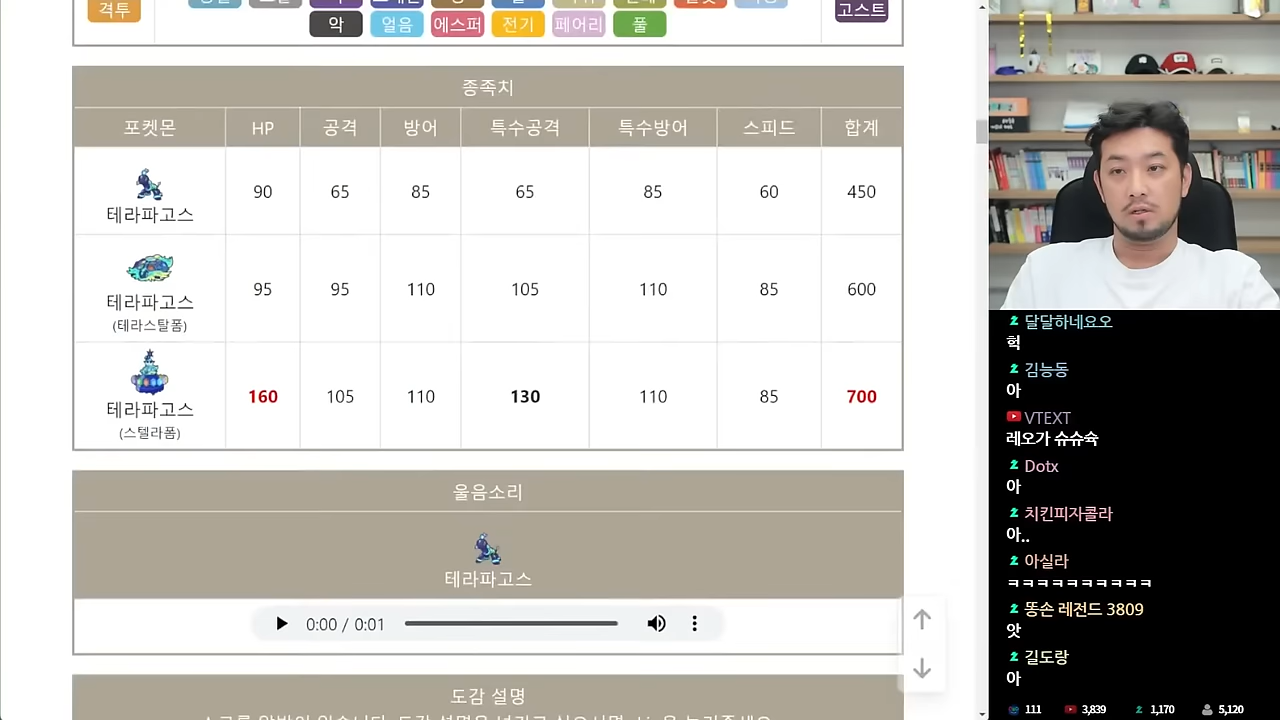 격투
고스트
악 얼음 에스퍼 전기 페어리 풀
종족치
포켓몬 HP 공격 방어 특수공격 특수방어 스피드 합계
테라파고스 90 65 85 65 85 60 450
테라파고스 (테라스탈폼) 95 95 110 105 110 85 600
테라파고스 (스텔라폼) 160 105 110 130 110 85 700
울음소리
테라파고스
0:00 / 0:01
도감 설명
달달하네요오
헉
김능동
아
VTEXT
레오가 슈슈슉
Dotx
아
치킨피자콜라
아..
아실라
ㅋㅋㅋㅋㅋㅋㅋㅋㅋㅋ
똥손 레전드 3809
앗
길도랑
아
111 3,839 1,170 5,120